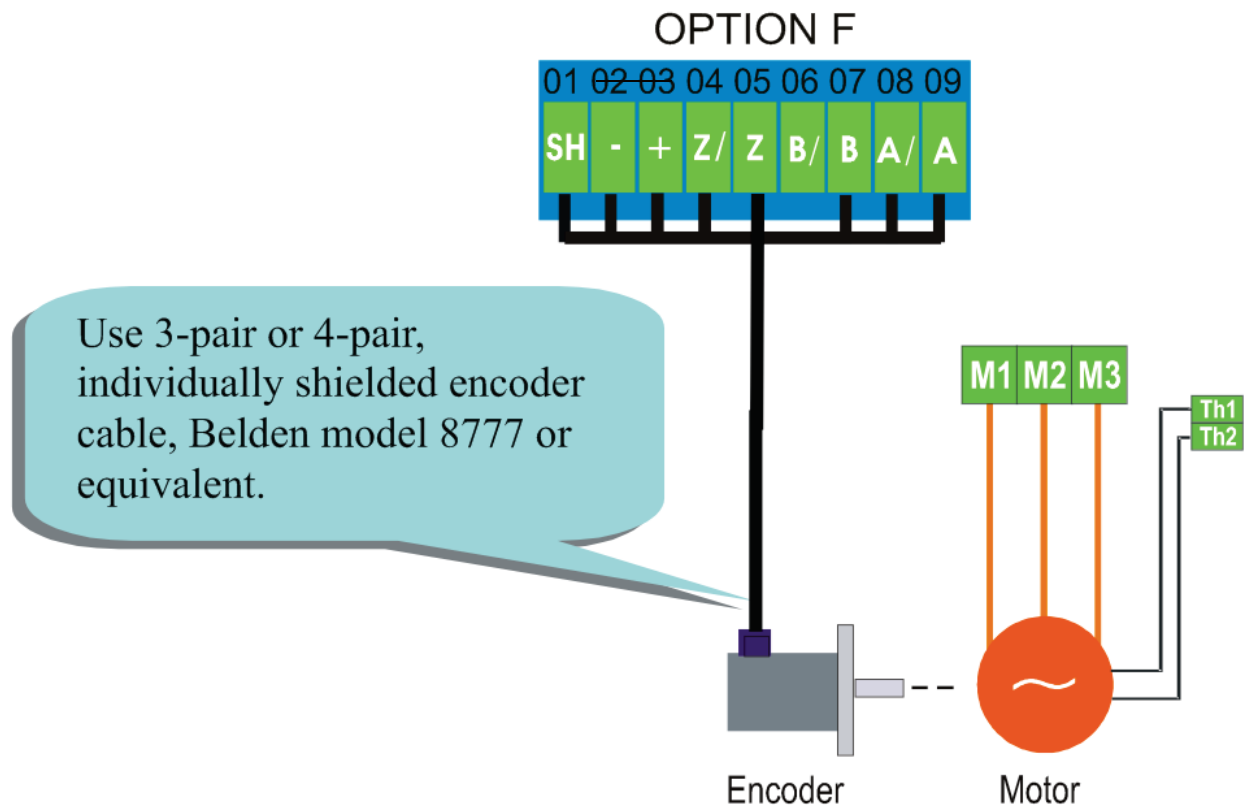 OPTION F
01 02 03 04 05 06 07 08 09
SH - + Z/ Z B/ B A/ A
Use 3-pair or 4-pair,
individually shielded encoder
cable, Belden model 8777 or
equivalent.
M1 M2 M3
Th1
Th2
~
Encoder
Motor